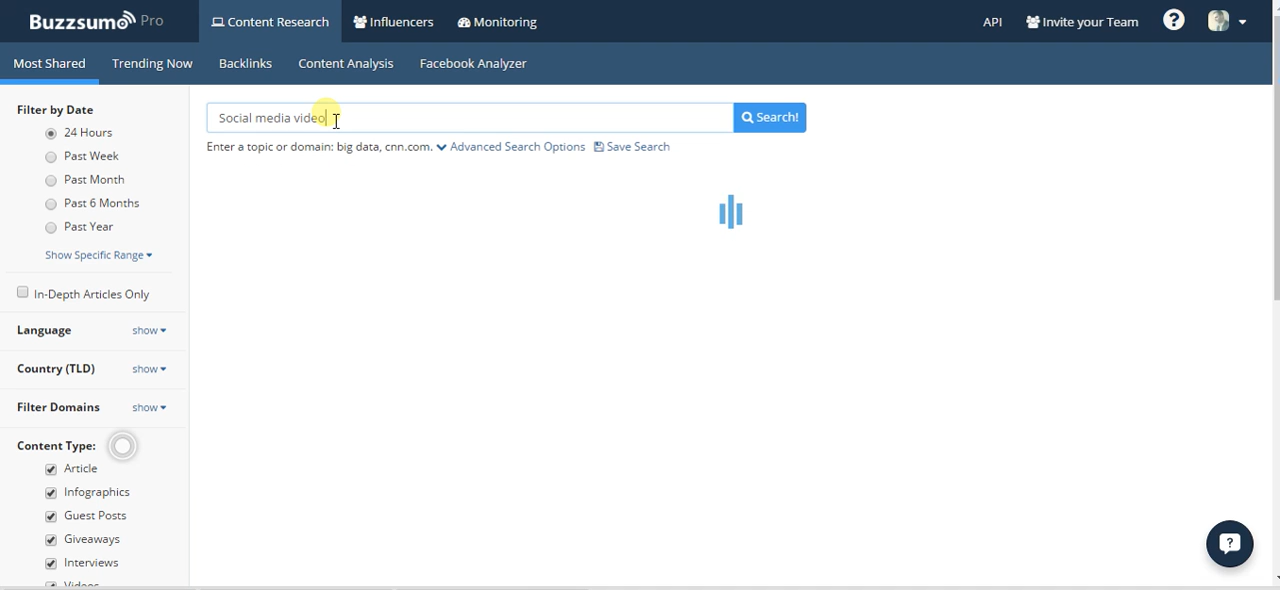 Buzzsumo Pro
Content Research
Influencers
Monitoring
API
Invite your Team
?
Most Shared
Trending Now
Backlinks
Content Analysis
Facebook Analyzer
Filter by Date
24 Hours
Past Week
Past Month
Past 6 Months
Past Year
Show Specific Range
In-Depth Articles Only
Language show
Country (TLD) show
Filter Domains show
Content Type:
Article
Infographics
Guest Posts
Giveaways
Interviews
Videos
Social media video
Search!
Enter a topic or domain: big data, cnn.com. Advanced Search Options Save Search
?